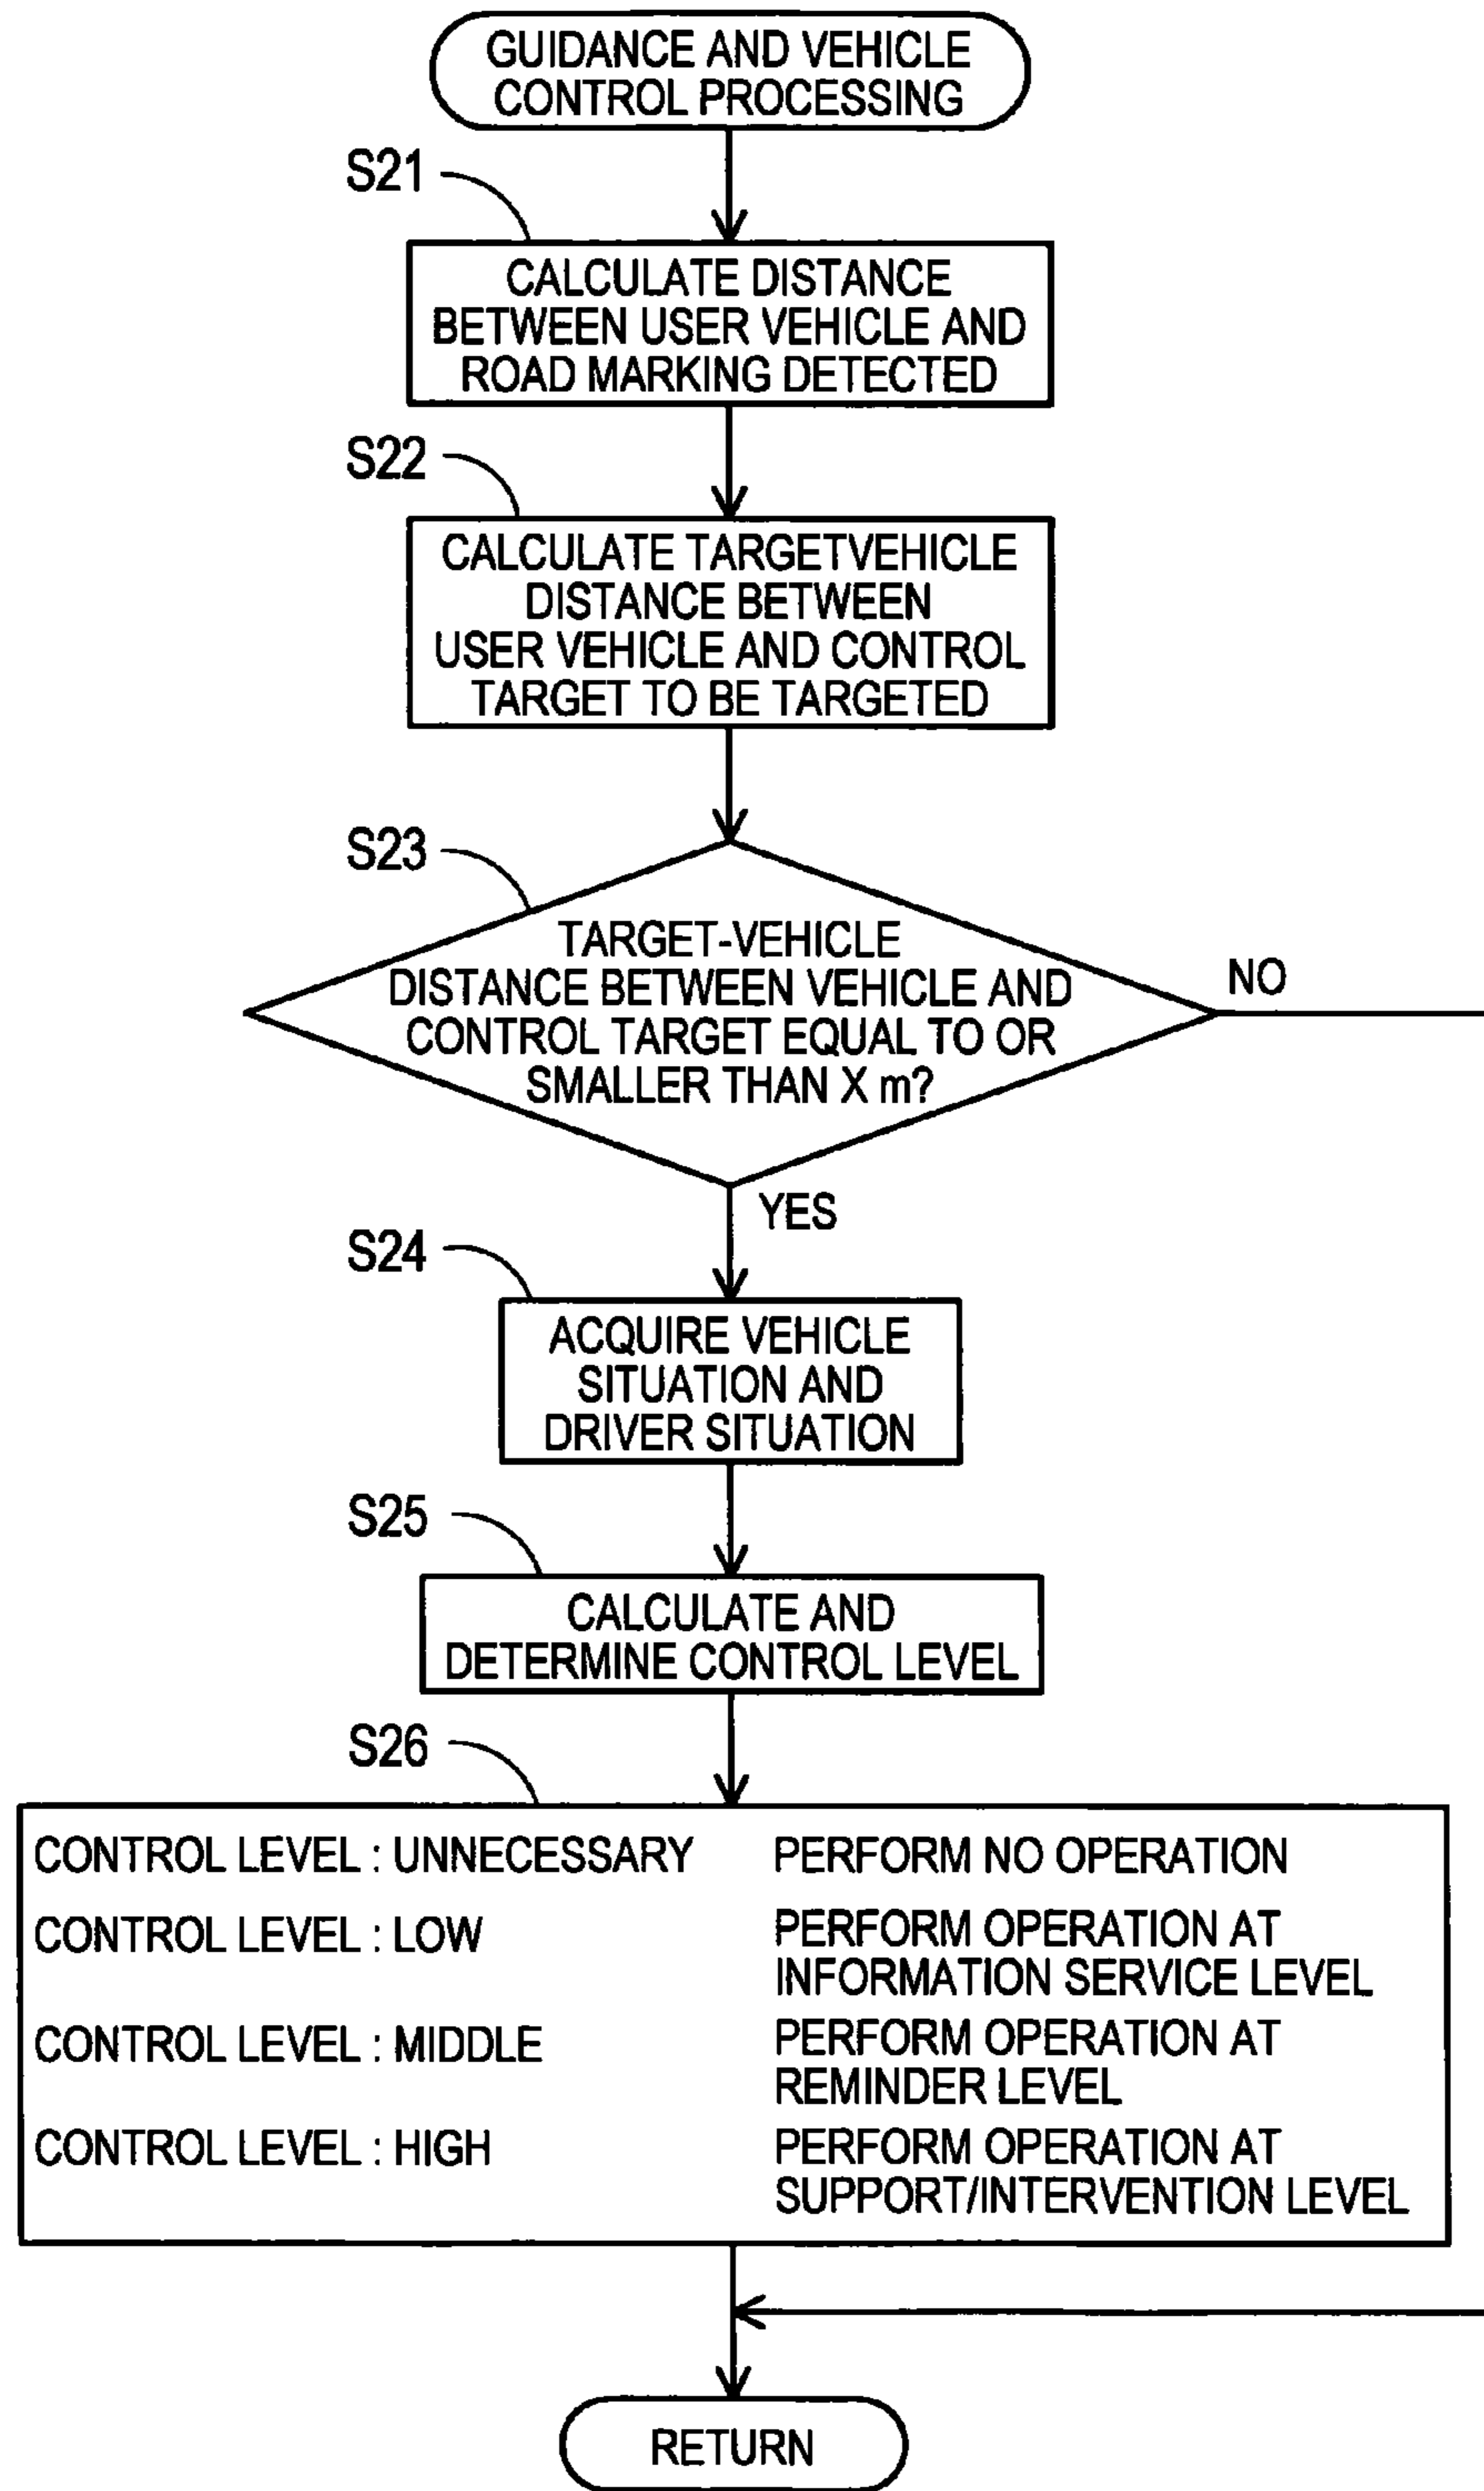 GUIDANCE AND VEHICLE
CONTROL PROCESSING
S21
CALCULATE DISTANCE
BETWEEN USER VEHICLE AND
ROAD MARKING DETECTED
S22
CALCULATE TARGETVEHICLE
DISTANCE BETWEEN
USER VEHICLE AND CONTROL
TARGET TO BE TARGETED
S23
TARGET-VEHICLE
DISTANCE BETWEEN VEHICLE AND
CONTROL TARGET EQUAL TO OR
SMALLER THAN X m?
NO
YES
S24
ACQUIRE VEHICLE
SITUATION AND
DRIVER SITUATION
S25
CALCULATE AND
DETERMINE CONTROL LEVEL
S26
CONTROL LEVEL : UNNECESSARY PERFORM NO OPERATION
CONTROL LEVEL : LOW PERFORM OPERATION AT
INFORMATION SERVICE LEVEL
CONTROL LEVEL : MIDDLE PERFORM OPERATION AT
REMINDER LEVEL
CONTROL LEVEL : HIGH PERFORM OPERATION AT
SUPPORT/INTERVENTION LEVEL
RETURN